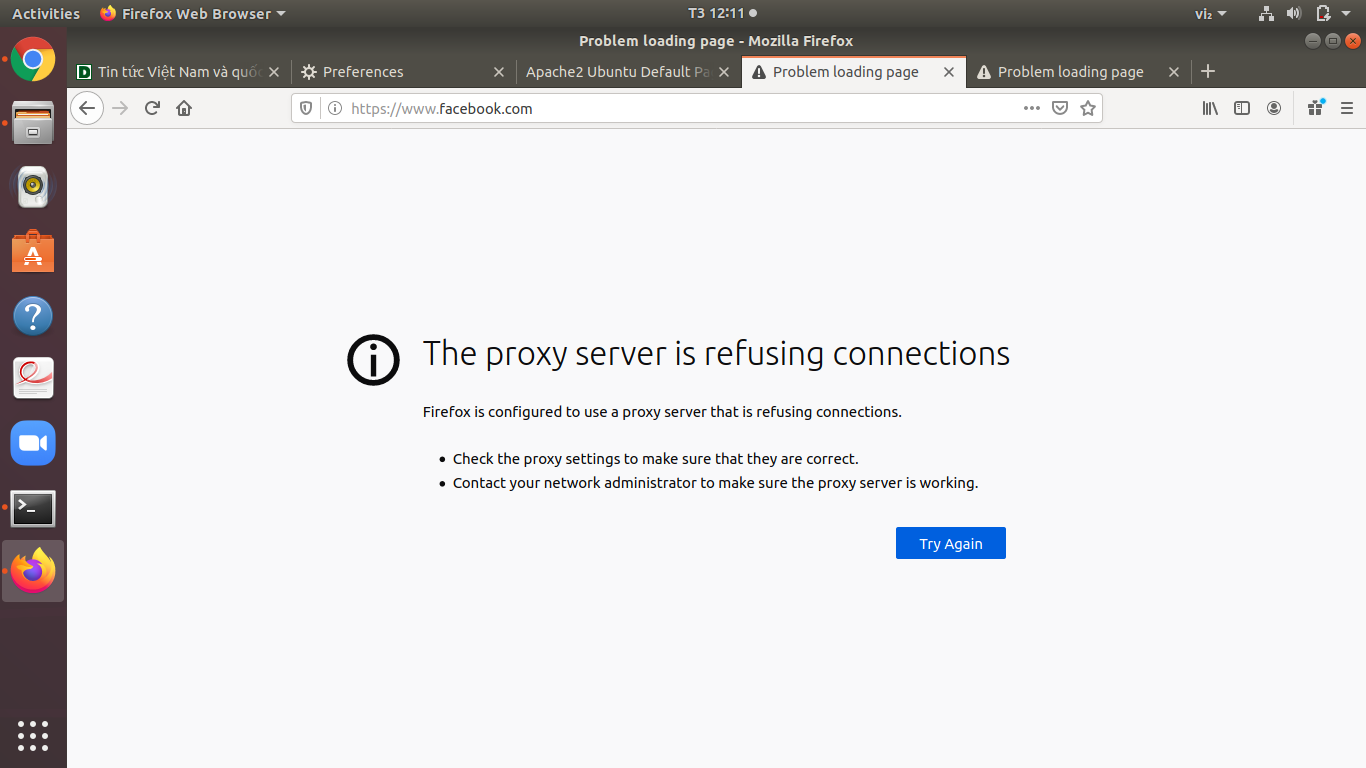 Activities
Firefox Web Browser
T3 12:11
vi₂
Problem loading page - Mozilla Firefox
Tin tức Việt Nam và quốc
Preferences
Apache2 Ubuntu Default Pa
Problem loading page
Problem loading page
https://www.facebook.com
The proxy server is refusing connections
Firefox is configured to use a proxy server that is refusing connections.
Check the proxy settings to make sure that they are correct.
Contact your network administrator to make sure the proxy server is working.
Try Again